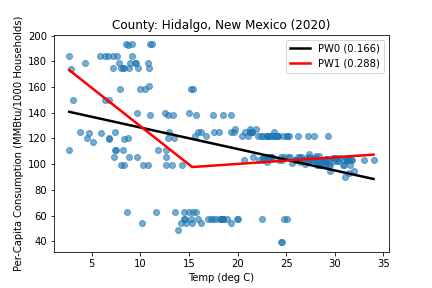 County: Hidalgo, New Mexico (2020)
Per-Capita Consumption (MMBtu/1000 Households)
200
180
160
140
120
100
80
60
40
PW0 (0.166)
PW1 (0.288)
5 10 15 20 25 30 35
Temp (deg C)